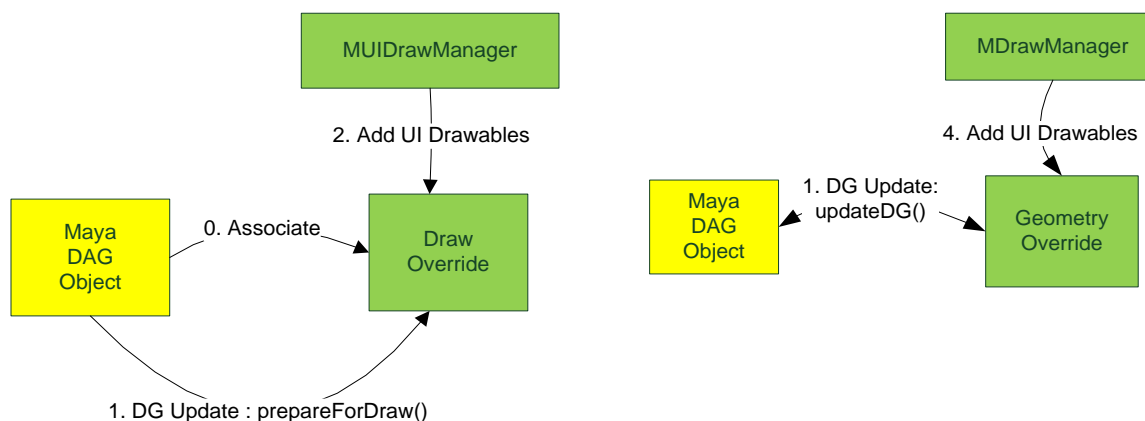 MUIDrawManager
2. Add UI Drawables
Maya
DAG
Object
0. Associate
Draw
Override
1. DG Update : prepareForDraw()
MDrawManager
4. Add UI Drawables
Maya
DAG
Object
1. DG Update:
updateDG()
Geometry
Override